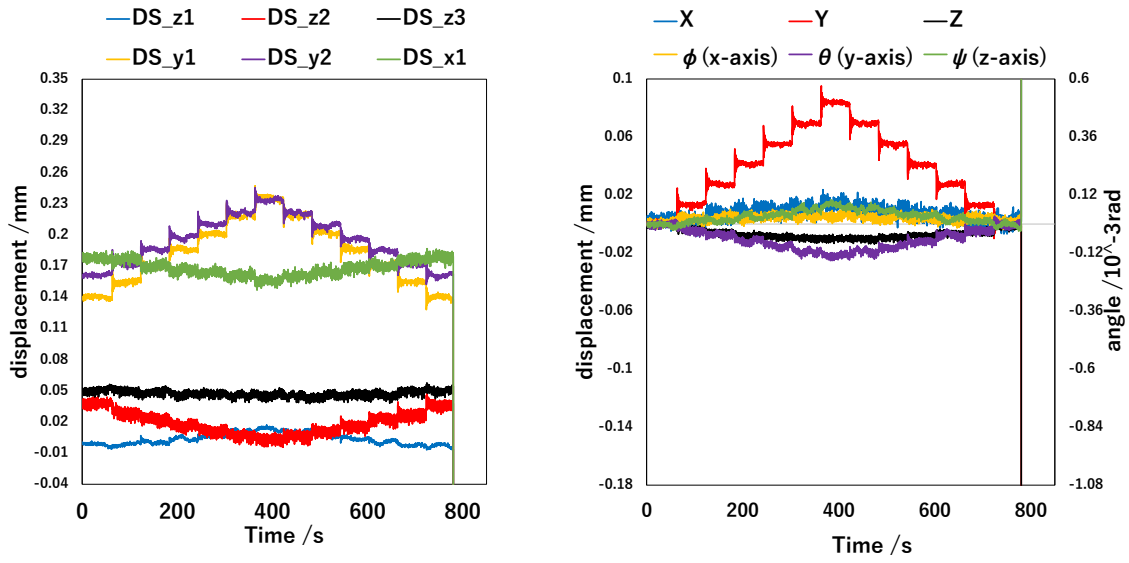 DS_z1 DS_z2 DS_z3
DS_y1 DS_y2 DS_x1
0.35
0.32
0.29
0.26
0.23
0.2
0.17
0.14
0.11
0.08
0.05
0.02
-0.01
-0.04
displacement /mm
0 200 400 600 800
Time /s
X Y Z
ϕ (x-axis) θ (y-axis) ψ (z-axis)
0.1
0.06
0.02
-0.02
-0.06
-0.1
-0.14
-0.18
displacement /mm
0.6
0.36
0.12
-0.12
-0.36
-0.6
-0.84
-1.08
angle /10^-3rad
0 200 400 600 800
Time /s